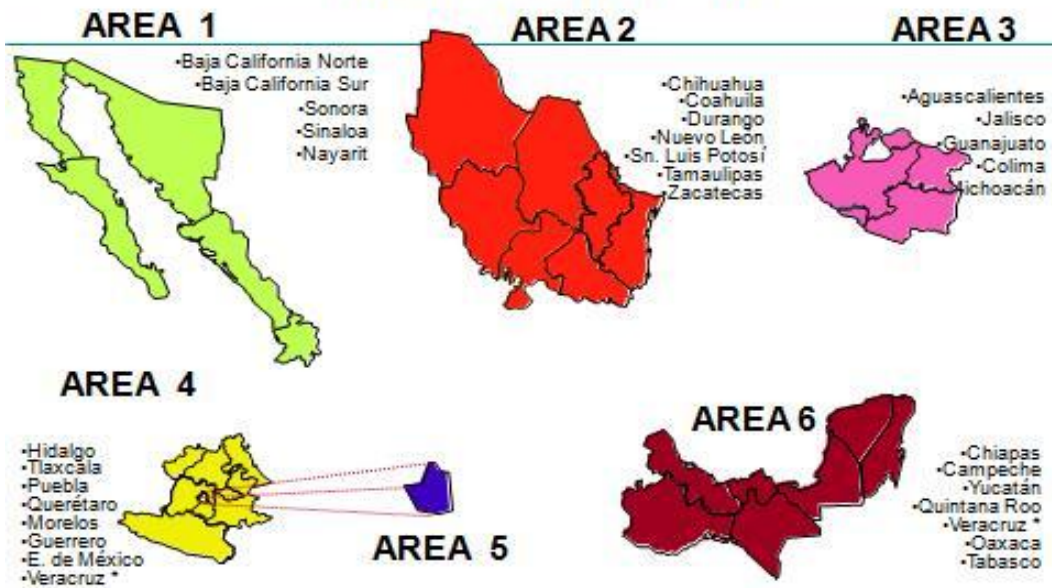 AREA 1
•Baja California Norte
•Baja California Sur
•Sonora
•Sinaloa
•Nayarit
AREA 2
•Chihuahua
•Coahuila
•Durango
•Nuevo León
•Sn. Luis Potosí
•Tamaulipas
•Zacatecas
AREA 3
•Aguascalientes
•Jalisco
•Guanajuato
•Colima
ichoacán
AREA 4
•Hidalgo
•Tlaxcala
•Puebla
•Querétaro
•Morelos
•Guerrero
•E. de México
•Veracruz *
AREA 5
AREA 6
•Chiapas
•Campeche
•Yucatán
•Quintana Roo
•Veracruz *
•Oaxaca
•Tabasco